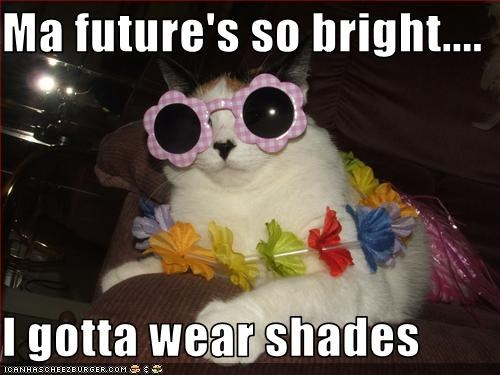 Ma future's so bright....
I gotta wear shades
ICANHASCHEEZBURGER.COM